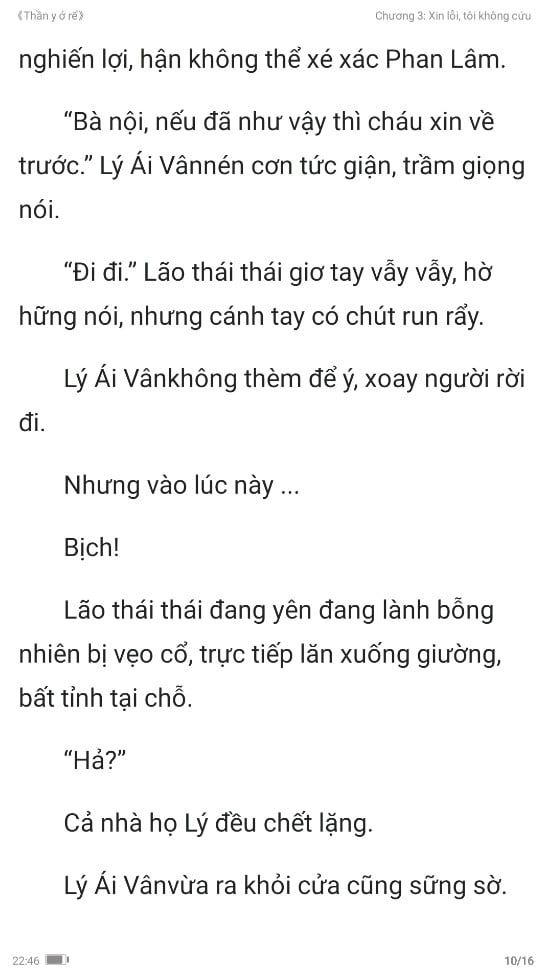 《Thần y ở rể》
Chương 3: Xin lỗi, tôi không cứu
nghiến lợi, hận không thể xé xác Phan Lâm.
“Bà nội, nếu đã như vậy thì cháu xin về
trước.” Lý Ái Vânnén cơn tức giận, trầm giọng
nói.
“Đi đi.” Lão thái thái giơ tay vẫy vẫy, hờ
hững nói, nhưng cánh tay có chút run rẩy.
Lý Ái Vânkhông thèm để ý, xoay người rời
đi.
Nhưng vào lúc này ...
Bịch!
Lão thái thái đang yên đang lành bỗng
nhiên bị vẹo cổ, trực tiếp lăn xuống giường,
bất tỉnh tại chỗ.
“Hả?”
Cả nhà họ Lý đều chết lặng.
Lý Ái Vânvừa ra khỏi cửa cũng sững sờ.
22:46
10/16